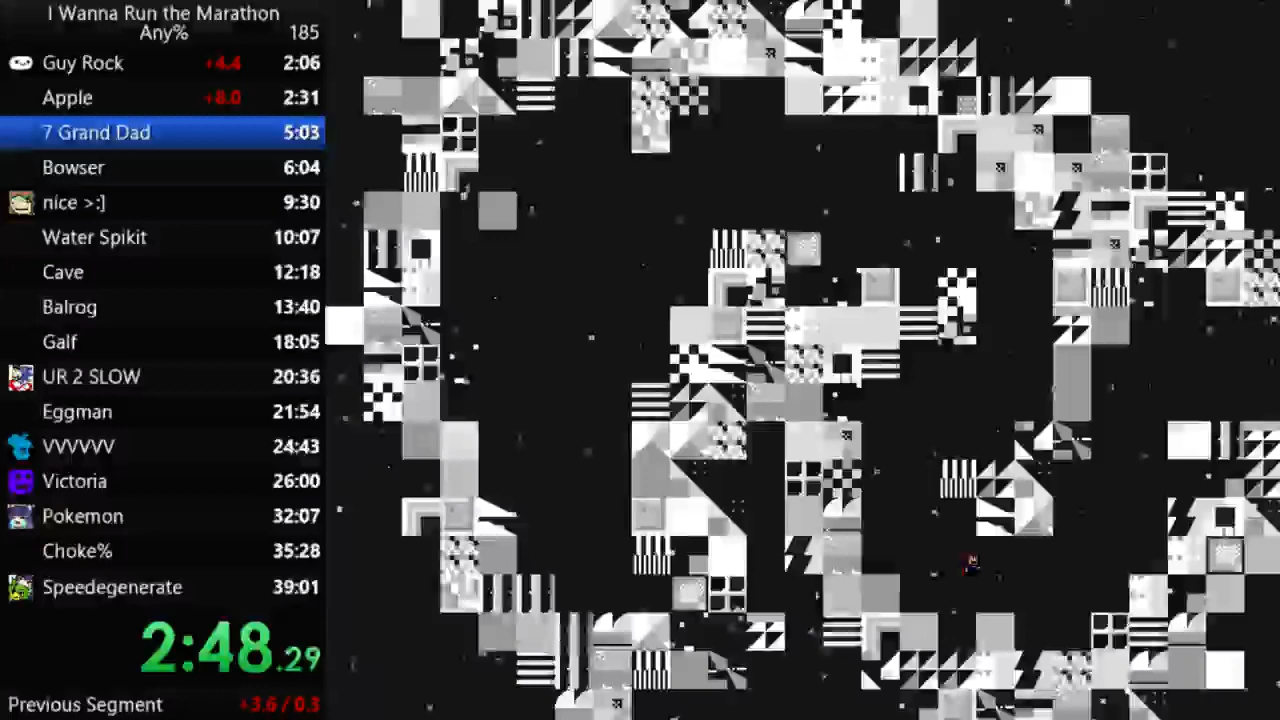 I Wanna Run the Marathon
Any% 185
Guy Rock +4.4 2:06
Apple +8.0 2:31
7 Grand Dad 5:03
Bowser 6:04
nice >:] 9:30
Water Spikit 10:07
Cave 12:18
Balrog 13:40
Galf 18:05
UR 2 SLOW 20:36
Eggman 21:54
VVVVVV 24:43
Victoria 26:00
Pokemon 32:07
Choke% 35:28
Speedegenerate 39:01
2:48.29
Previous Segment +3.6 / 0.3